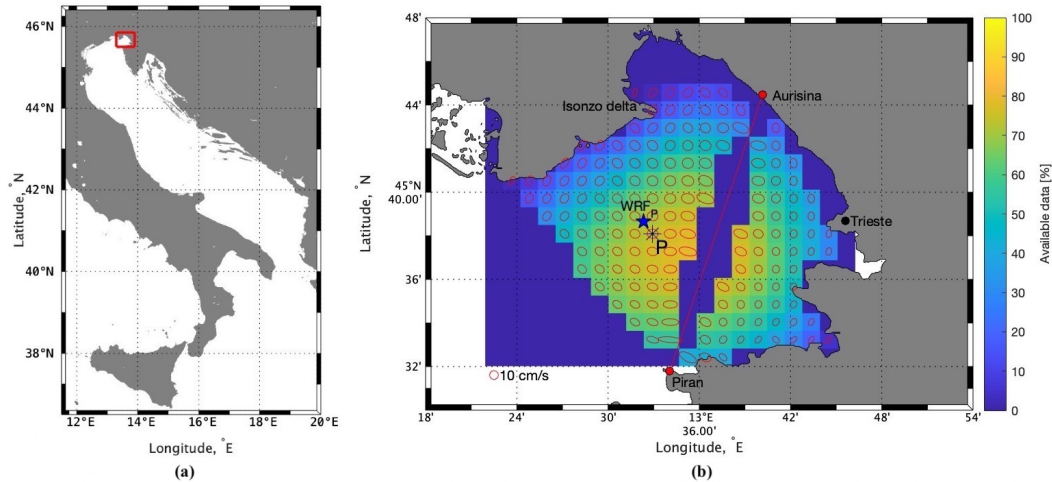 46°N
44°N
42°N
40°N
38°N
12°E 14°E 16°E 18°E 20°E
Latitude, °N
Longitude, °E
(a)
48'
44'
45°N
40.00'
36'
32'
18' 24' 30' 13°E 42' 48' 54'
36.00'
Latitude, °N
Longitude, °E
Isonzo delta
Aurisina
WRF
P
P
Trieste
10 cm/s
Piran
100
90
80
70
60
50
40
30
20
10
0
Available data [%]
(b)